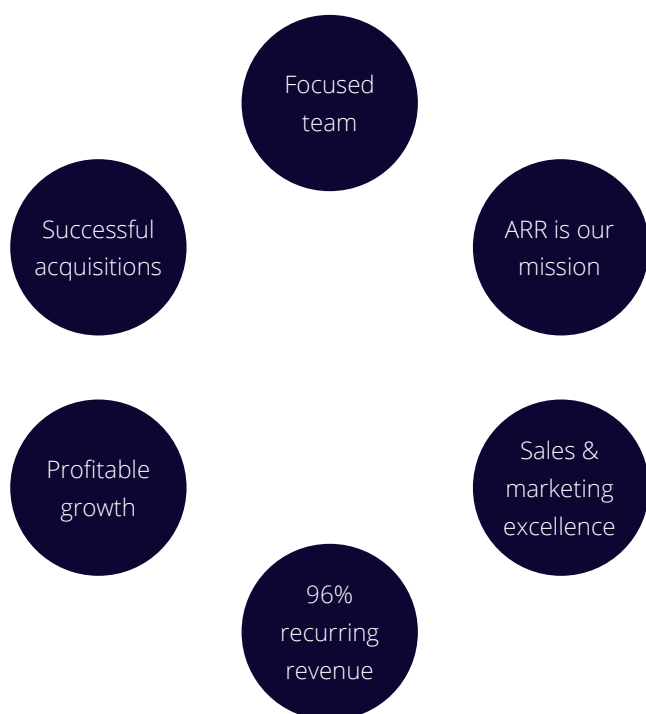 Focused
team
Successful
acquisitions
ARR is our
mission
Profitable
growth
Sales &
marketing
excellence
96%
recurring
revenue